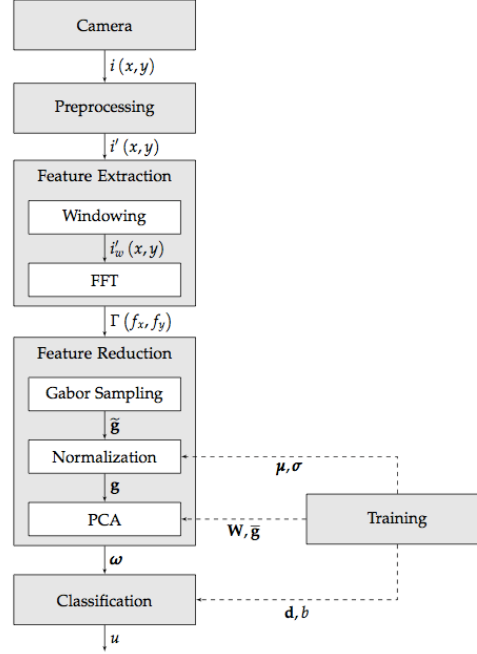 Camera
i (x, y)
Preprocessing
i′ (x, y)
Feature Extraction
Windowing
i′w (x, y)
FFT
Γ (fx, fy)
Feature Reduction
Gabor Sampling
g̃
Normalization
μ, σ
g
PCA
W, ḡ
Training
ω
Classification
d, b
u